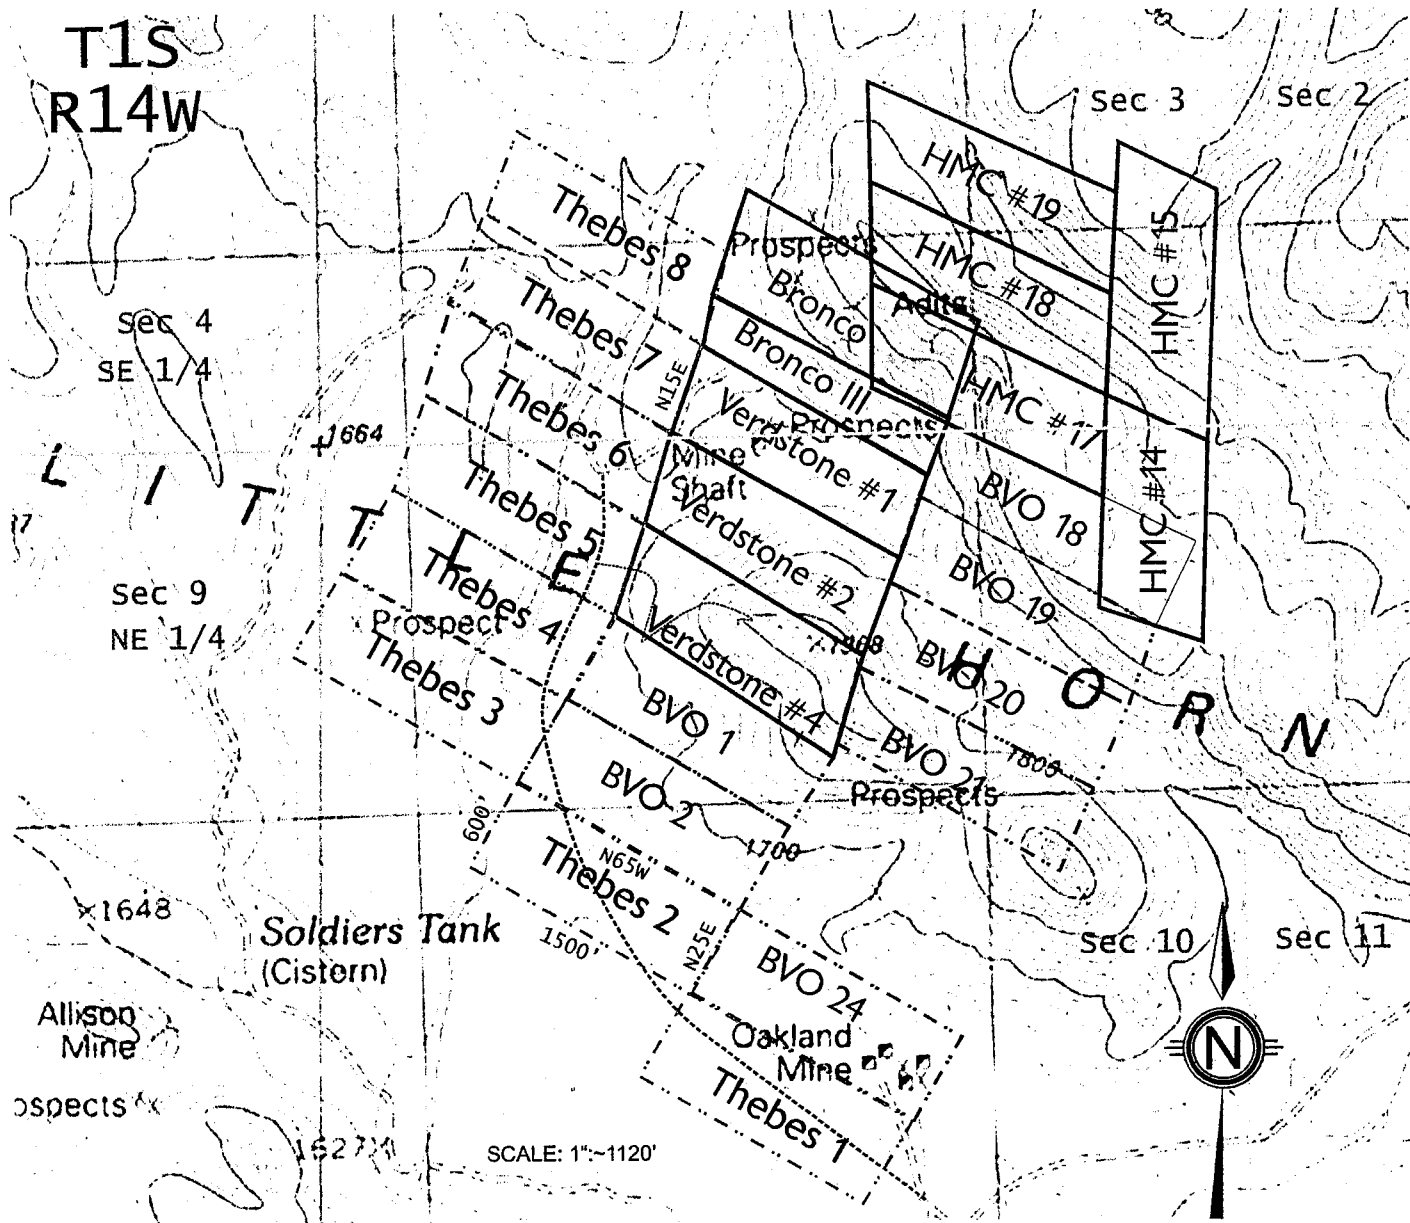 T1S
R14W
Sec 3
Sec 2
HMC #19
Thebes 8
Prospects
HMC #15
HMC #18
Bronco
Adits
Thebes 7
Sec 4
SE 1/4
Bronco III
N15E
HMC #17
Verdstone #1
Prospects
Thebes 6
1664
Mine
Shaft
BVO 18
HMC #14
L I T T L E
Thebes 5
Verdstone #2
BVO 19
Thebes 4
Sec 9
NE 1/4
Prospect
Thebes 3
Verdstone #4
1968
BVO 20
H O R N
BVO 1
BVO 21
1800
Prospects
BVO 2
600'
1700
N65W
Thebes 2
×1648
Soldiers Tank
(Cistern)
1500'
N25E
BVO 24
Sec 10
Sec 11
Allison
Mine
Oakland
Mine
N
ospects x
Thebes 1
1627X
SCALE: 1":~1120'